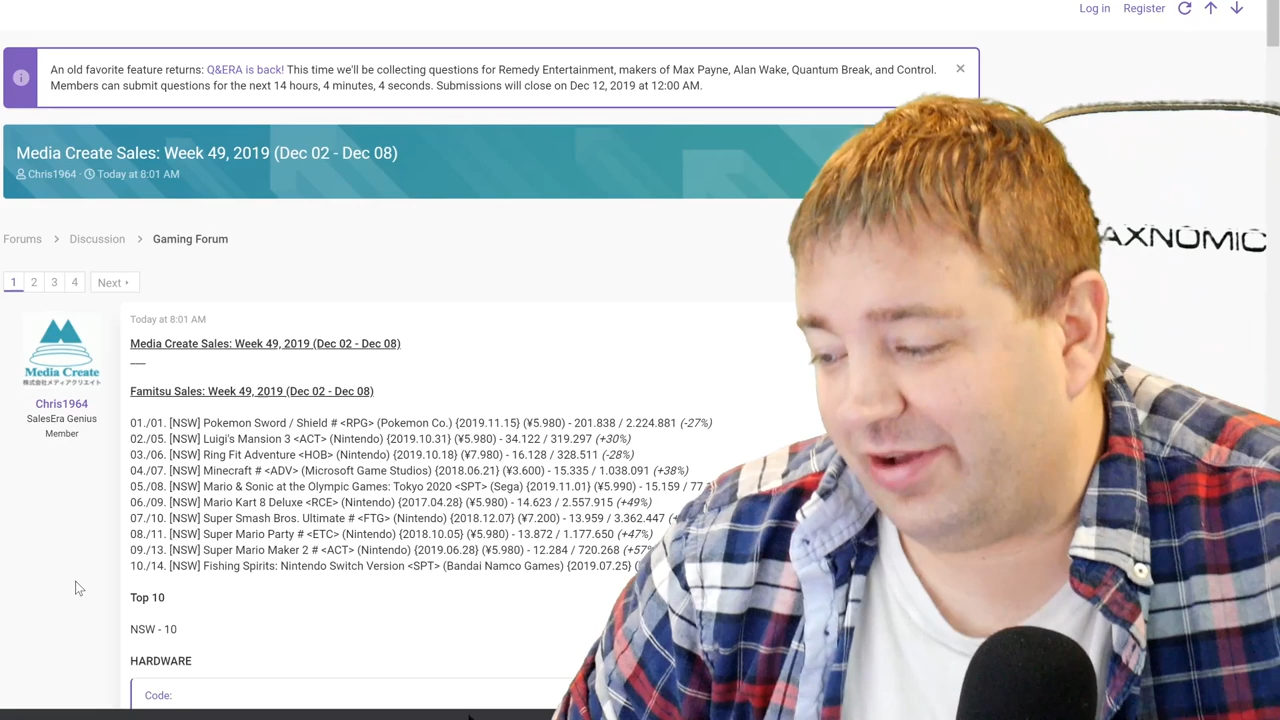 Log in Register
An old favorite feature returns: Q&ERA is back! This time we'll be collecting questions for Remedy Entertainment, makers of Max Payne, Alan Wake, Quantum Break, and Control.
Members can submit questions for the next 14 hours, 4 minutes, 4 seconds. Submissions will close on Dec 12, 2019 at 12:00 AM.
Media Create Sales: Week 49, 2019 (Dec 02 - Dec 08)
Chris1964 · Today at 8:01 AM
Forums > Discussion > Gaming Forum
1 2 3 4 Next
Today at 8:01 AM
Media Create Sales: Week 49, 2019 (Dec 02 - Dec 08)
Media Create
株式会社メディアクリエイト
Chris1964
SalesEra Genius
Member
Famitsu Sales: Week 49, 2019 (Dec 02 - Dec 08)
01./01. [NSW] Pokemon Sword / Shield # <RPG> (Pokemon Co.) {2019.11.15} (¥5.980) - 201.838 / 2.224.881 (-27%)
02./05. [NSW] Luigi's Mansion 3 <ACT> (Nintendo) {2019.10.31} (¥5.980) - 34.122 / 319.297 (+30%)
03./06. [NSW] Ring Fit Adventure <HOB> (Nintendo) {2019.10.18} (¥7.980) - 16.128 / 328.511 (-28%)
04./07. [NSW] Minecraft # <ADV> (Microsoft Game Studios) {2018.06.21} (¥3.600) - 15.335 / 1.038.091 (+38%)
05./08. [NSW] Mario & Sonic at the Olympic Games: Tokyo 2020 <SPT> (Sega) {2019.11.01} (¥5.990) - 15.159 / 77
06./09. [NSW] Mario Kart 8 Deluxe <RCE> (Nintendo) {2017.04.28} (¥5.980) - 14.623 / 2.557.915 (+49%)
07./10. [NSW] Super Smash Bros. Ultimate # <FTG> (Nintendo) {2018.12.07} (¥7.200) - 13.959 / 3.362.447
08./11. [NSW] Super Mario Party # <ETC> (Nintendo) {2018.10.05} (¥5.980) - 13.872 / 1.177.650 (+47%)
09./13. [NSW] Super Mario Maker 2 # <ACT> (Nintendo) {2019.06.28} (¥5.980) - 12.284 / 720.268 (+57%
10./14. [NSW] Fishing Spirits: Nintendo Switch Version <SPT> (Bandai Namco Games) {2019.07.25}
Top 10
NSW - 10
HARDWARE
Code:
AXNOMIC